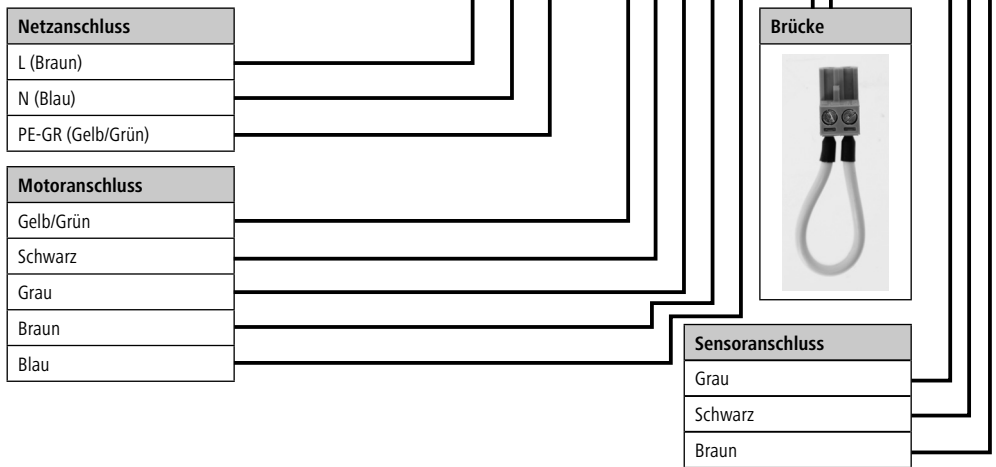 Netzanschluss
L (Braun)
N (Blau)
PE-GR (Gelb/Grün)
Motoranschluss
Gelb/Grün
Schwarz
Grau
Braun
Blau
Brücke
Sensoranschluss
Grau
Schwarz
Braun